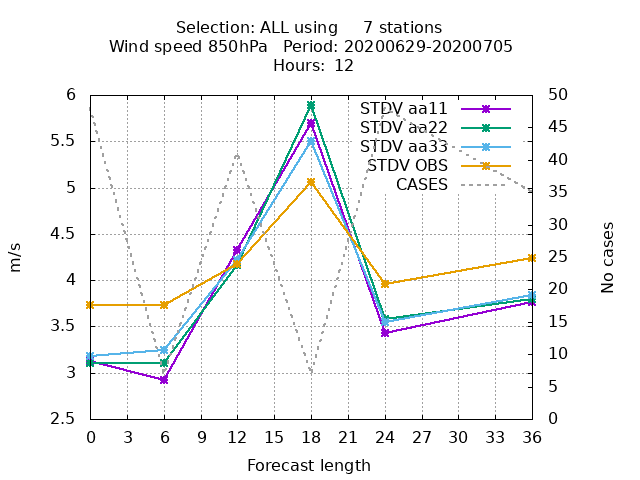 Selection: ALL using     7 stations
Wind speed 850hPa   Period: 20200629-20200705
Hours: 12
6
5.5
5
4.5
4
3.5
3
2.5
m/s
50
45
40
35
30
25
20
15
10
5
0
No cases
STDV aa11
STDV aa22
STDV aa33
STDV OBS
CASES
0 3 6 9 12 15 18 21 24 27 30 33 36
Forecast length